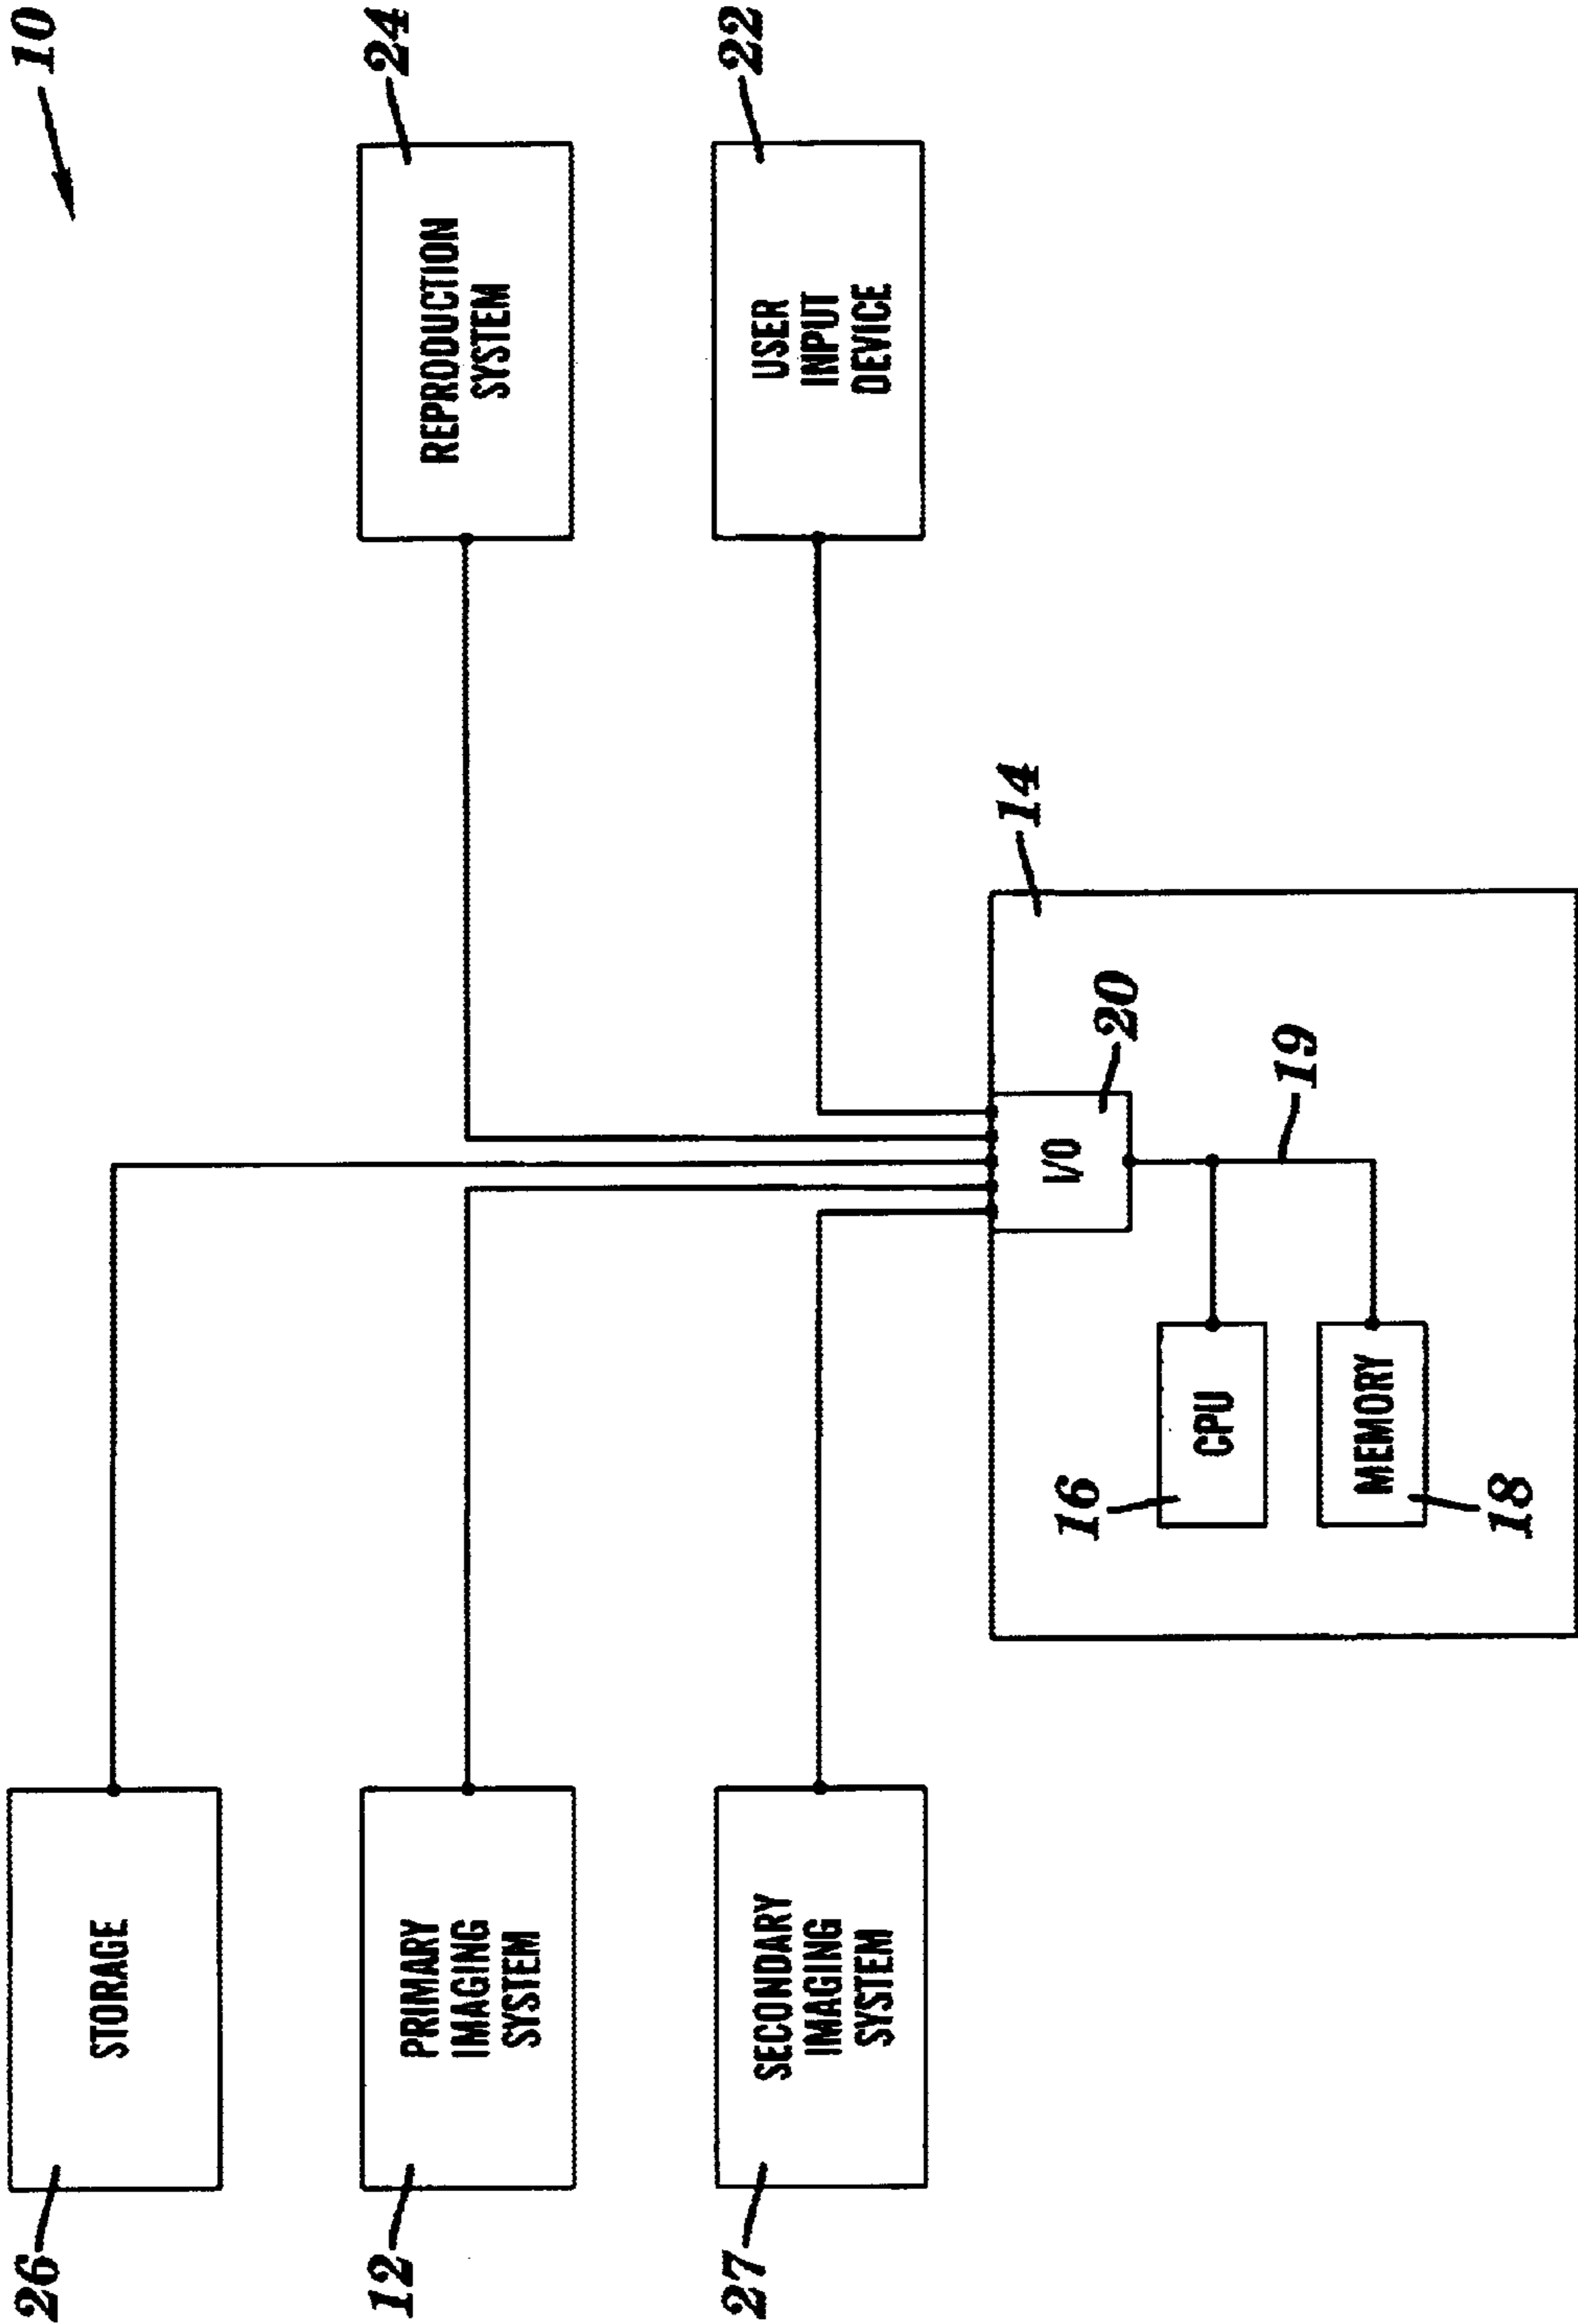 10
26
STORAGE
12
PRIMARY
IMAGING
SYSTEM
24
REPRODUCTION
SYSTEM
27
SECONDARY
IMAGING
SYSTEM
22
USER
INPUT
DEVICE
14
I/O
20
16
CPU
19
MEMORY
18